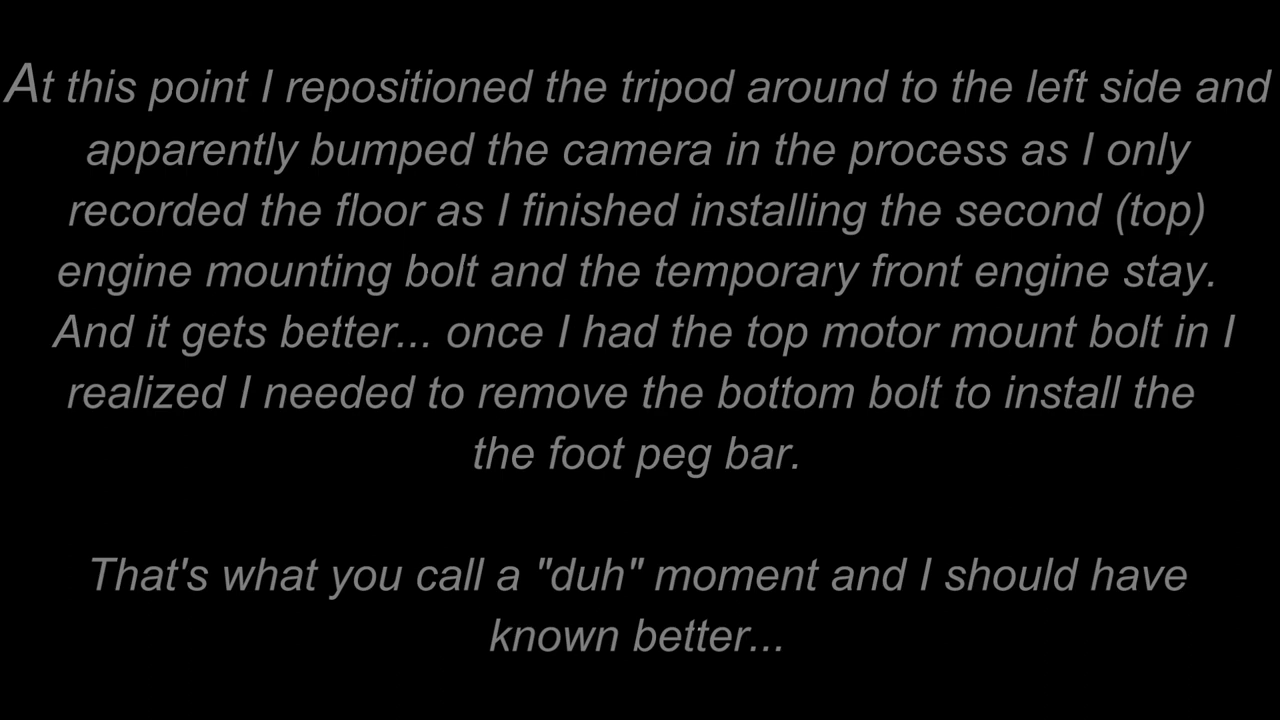 At this point I repositioned the tripod around to the left side and
apparently bumped the camera in the process as I only
recorded the floor as I finished installing the second (top)
engine mounting bolt and the temporary front engine stay.
And it gets better... once I had the top motor mount bolt in I
realized I needed to remove the bottom bolt to install the
the foot peg bar.
That's what you call a "duh" moment and I should have
known better...